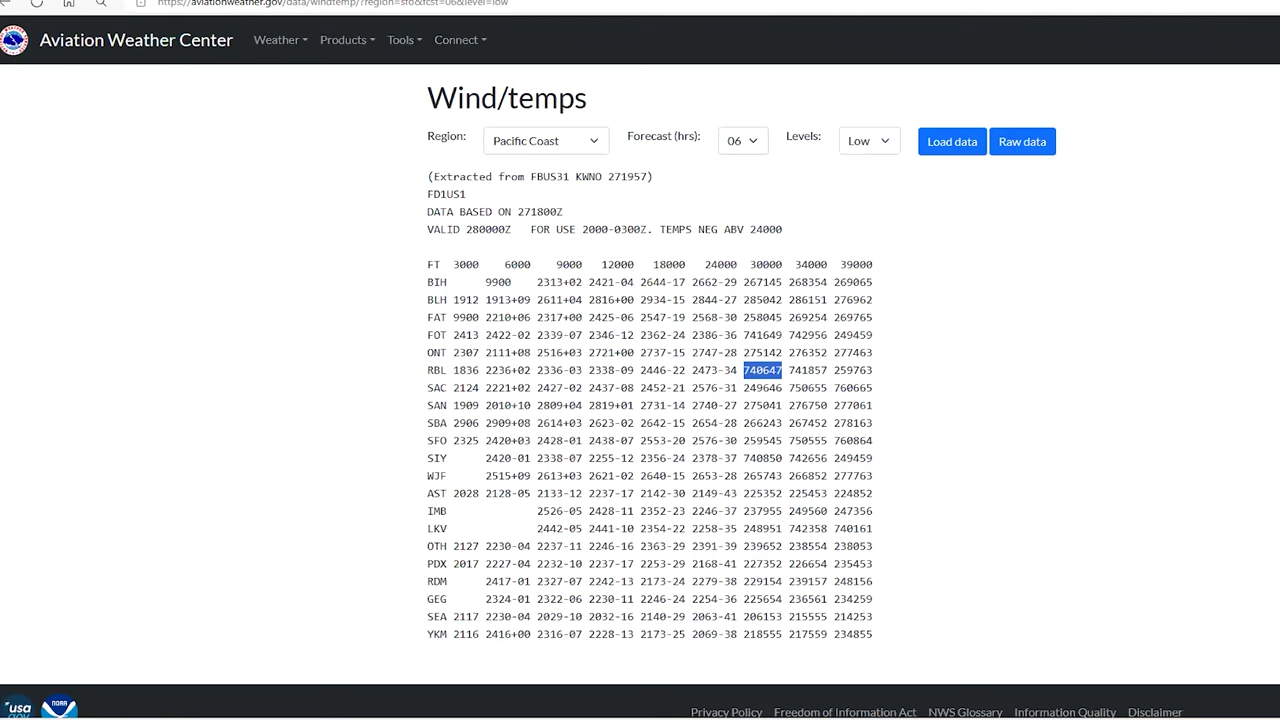 https://aviationweather.gov/data/windtemp/?region=sfo&fcst=06&level=low
Aviation Weather Center
Weather Products Tools Connect
Wind/temps
Region: Pacific Coast Forecast (hrs): 06 Levels: Low Load data Raw data
(Extracted from FBUS31 KWNO 271957)
FD1US1
DATA BASED ON 271800Z
VALID 280000Z FOR USE 2000-0300Z. TEMPS NEG ABV 24000
FT 3000 6000 9000 12000 18000 24000 30000 34000 39000
BIH 9900 2313+02 2421-04 2644-17 2662-29 267145 268354 269065
BLH 1912 1913+09 2611+04 2816+00 2934-15 2844-27 285042 286151 276962
FAT 9900 2210+06 2317+00 2425-06 2547-19 2568-30 258045 269254 269765
FOT 2413 2422-02 2339-07 2346-12 2362-24 2386-36 741649 742956 249459
ONT 2307 2111+08 2516+03 2721+00 2737-15 2747-28 275142 276352 277463
RBL 1836 2236+02 2336-03 2338-09 2446-22 2473-34 740647 741857 259763
SAC 2124 2221+02 2427-02 2437-08 2452-21 2576-31 249646 750655 760665
SAN 1909 2010+10 2809+04 2819+01 2731-14 2740-27 275041 276750 277061
SBA 2906 2909+08 2614+03 2623-02 2642-15 2654-28 266243 267452 278163
SFO 2325 2420+03 2428-01 2438-07 2553-20 2576-30 259545 750555 760864
SIY 2420-01 2338-07 2255-12 2356-24 2378-37 740850 742656 249459
WJF 2515+09 2613+03 2621-02 2640-15 2653-28 265743 266852 277763
AST 2028 2128-05 2133-12 2237-17 2142-30 2149-43 225352 225453 224852
IMB 2526-05 2428-11 2352-23 2246-37 237955 249560 247356
LKV 2442-05 2441-10 2354-22 2258-35 248951 742358 740161
OTH 2127 2230-04 2237-11 2246-16 2363-29 2391-39 239652 238554 238053
PDX 2017 2227-04 2232-10 2237-17 2253-29 2168-41 227352 226654 235453
RDM 2417-01 2327-07 2242-13 2173-24 2279-38 229154 239157 248156
GEG 2324-01 2322-06 2230-11 2246-24 2254-36 225654 236561 234259
SEA 2117 2230-04 2029-10 2032-16 2140-29 2063-41 206153 215555 214253
YKM 2116 2416+00 2316-07 2228-13 2173-25 2069-38 218555 217559 234855
USA
gov NOAA
Privacy Policy Freedom of Information Act NWS Glossary Information Quality Disclaimer